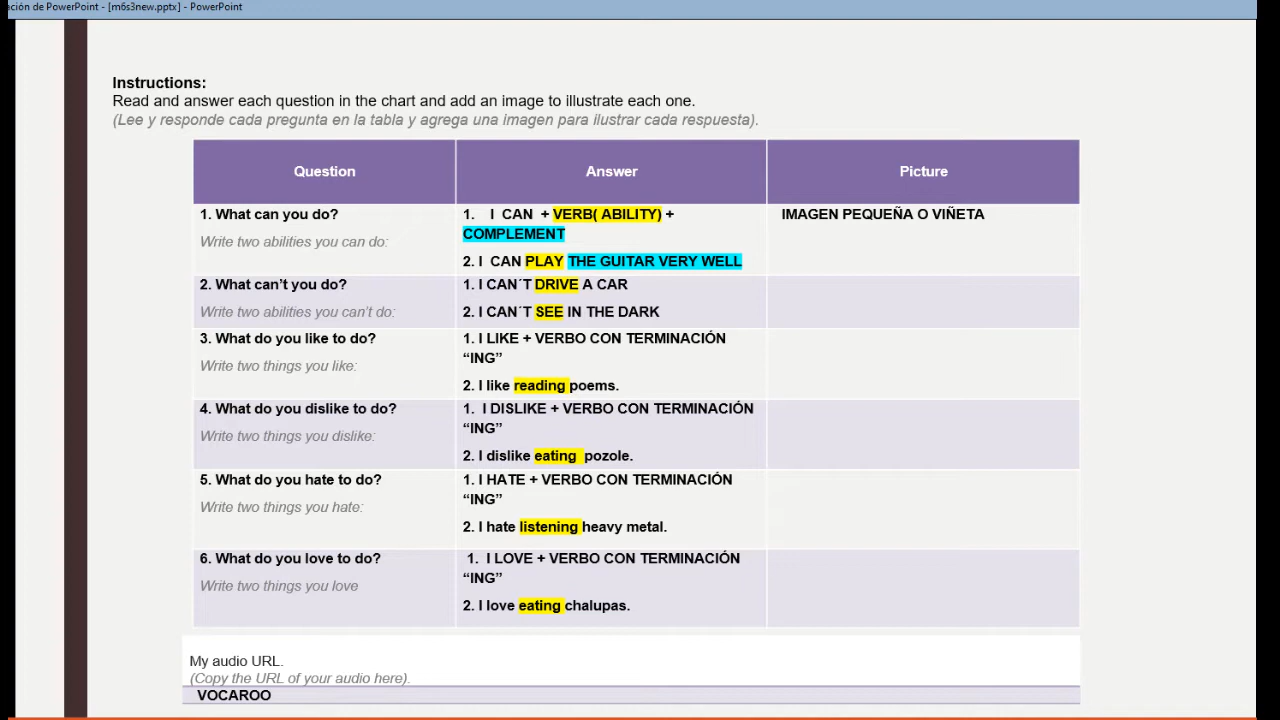 ción de PowerPoint - [m6s3new.pptx] - PowerPoint
Instructions:
Read and answer each question in the chart and add an image to illustrate each one.
(Lee y responde cada pregunta en la tabla y agrega una imagen para ilustrar cada respuesta).
Question
Answer
Picture
1. What can you do?
Write two abilities you can do:
1. I CAN + VERB( ABILITY) +
COMPLEMENT
2. I CAN PLAY THE GUITAR VERY WELL
IMAGEN PEQUEÑA O VIÑETA
2. What can’t you do?
Write two abilities you can’t do:
1. I CAN´T DRIVE A CAR
2. I CAN´T SEE IN THE DARK
3. What do you like to do?
Write two things you like:
1. I LIKE + VERBO CON TERMINACIÓN
“ING”
2. I like reading poems.
4. What do you dislike to do?
Write two things you dislike:
1. I DISLIKE + VERBO CON TERMINACIÓN
“ING”
2. I dislike eating pozole.
5. What do you hate to do?
Write two things you hate:
1. I HATE + VERBO CON TERMINACIÓN
“ING”
2. I hate listening heavy metal.
6. What do you love to do?
Write two things you love
1. I LOVE + VERBO CON TERMINACIÓN
“ING”
2. I love eating chalupas.
My audio URL.
(Copy the URL of your audio here).
VOCAROO